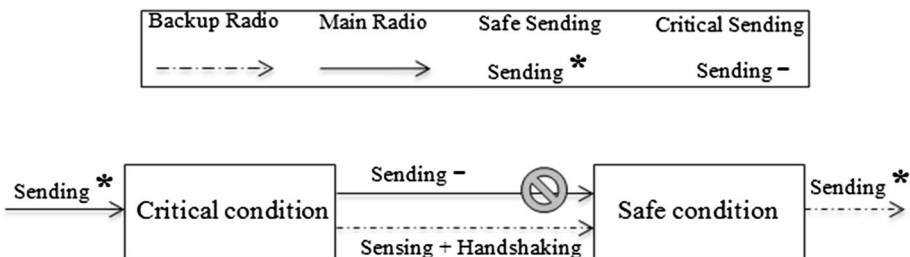 Backup Radio Main Radio Safe Sending Critical Sending
Sending * Sending -
Sending * Sending - Sending *
Critical condition Safe condition
Sensing + Handshaking